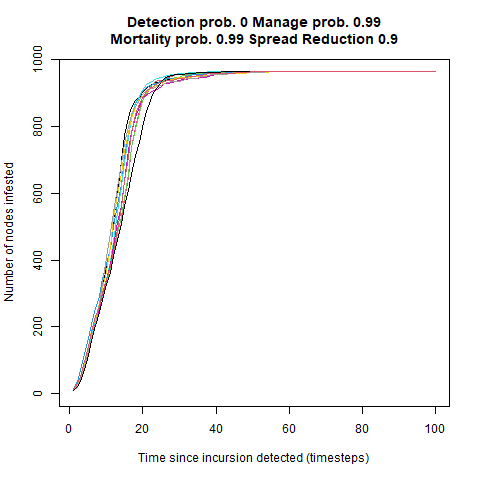 Detection prob. 0 Manage prob. 0.99
Mortality prob. 0.99 Spread Reduction 0.9
Number of nodes infested
1000
800
600
400
200
0
0 20 40 60 80 100
Time since incursion detected (timesteps)